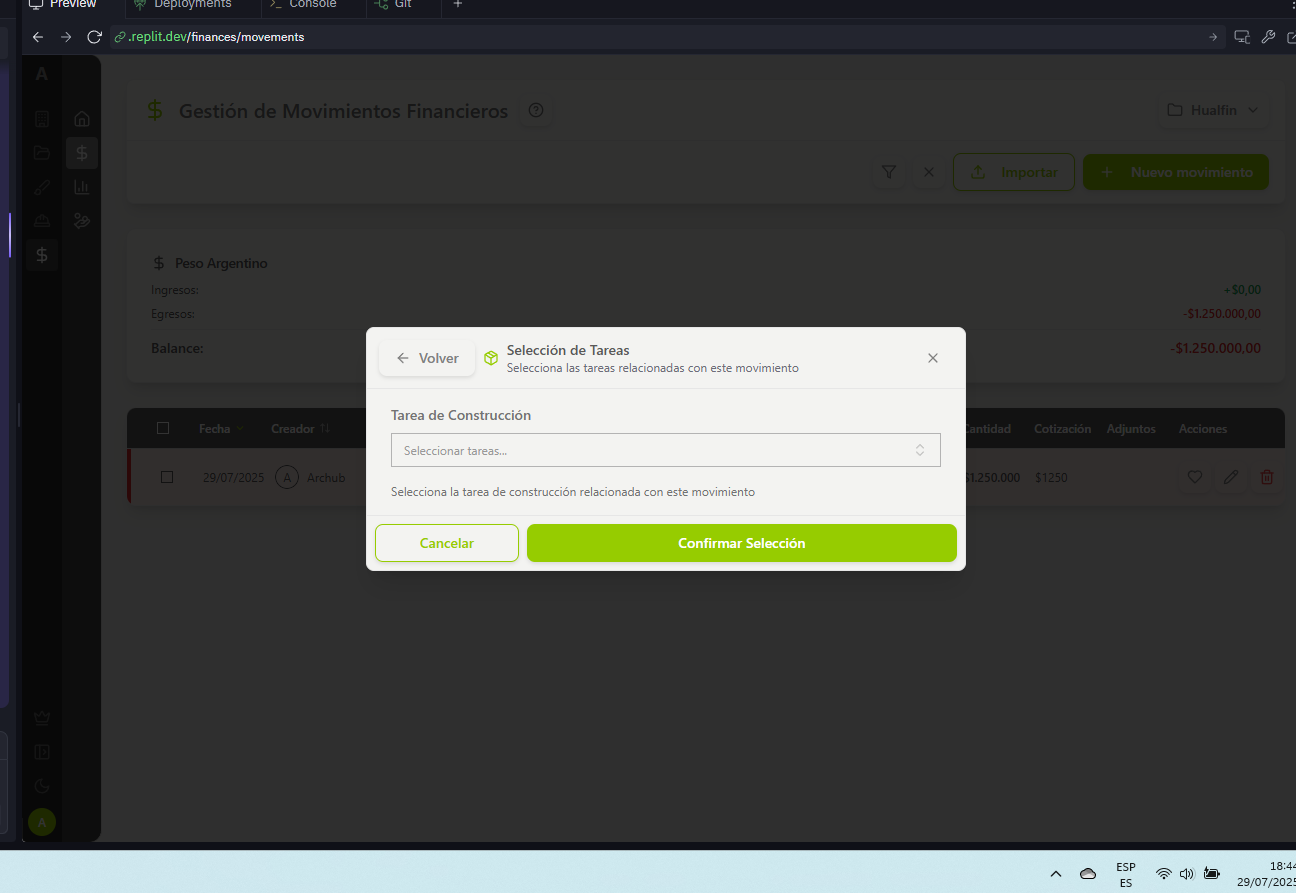 Preview
Deployments
Console
Git
.replit.dev/finances/movements
A
Gestión de Movimientos Financieros
Hualfin
Importar
Nuevo movimiento
Peso Argentino
Ingresos:
+$0,00
Egresos:
-$1.250.000,00
Balance:
-$1.250.000,00
Volver
Selección de Tareas
Selecciona las tareas relacionadas con este movimiento
Tarea de Construcción
Seleccionar tareas...
Selecciona la tarea de construcción relacionada con este movimiento
Cancelar
Confirmar Selección
Fecha Creador Cantidad Cotización Adjuntos Acciones
29/07/2025 A Archub $1.250.000 $1250
A
ESP
ES
18:44
29/07/2025